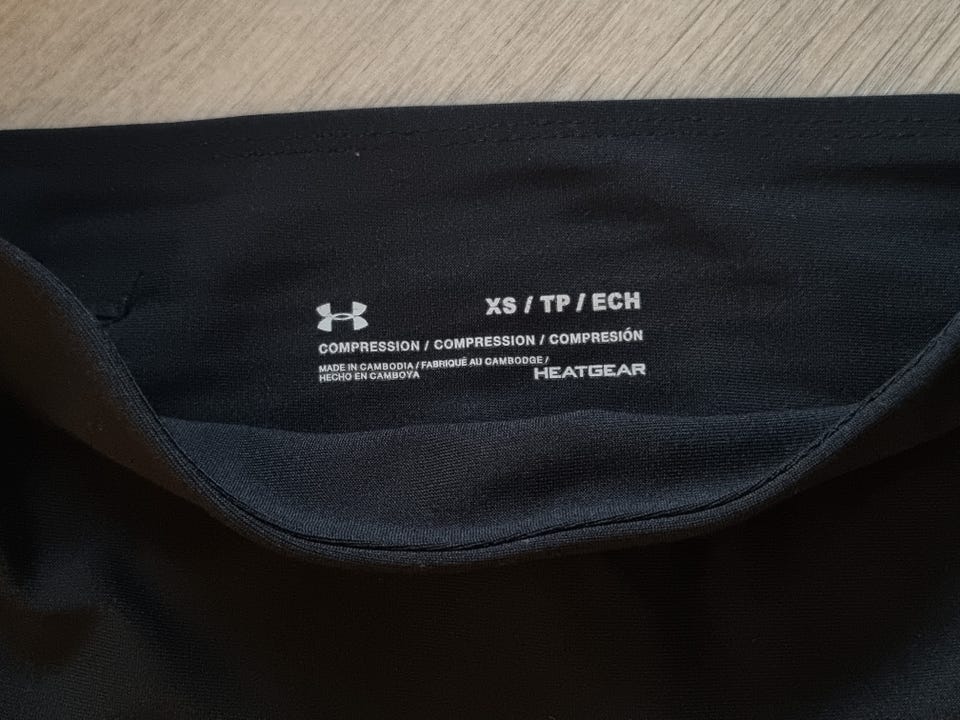 XS / TP / ECH
COMPRESSION / COMPRESSION / COMPRESIÓN
MADE IN CAMBODIA / FABRIQUÉ AU CAMBODGE /
HECHO EN CAMBOYA
HEATGEAR